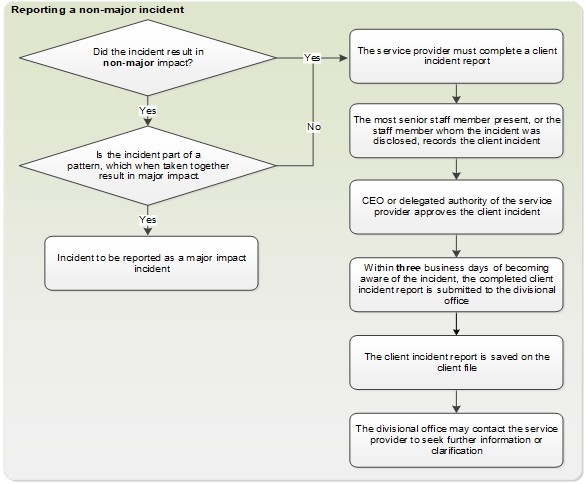 Reporting a non-major incident
Did the incident result in
non-major impact?
Yes
Yes
Is the incident part of a
pattern, which when taken together
result in major impact.
No
Yes
Incident to be reported as a major impact
incident
The service provider must complete a client
incident report
The most senior staff member present, or the
staff member whom the incident was
disclosed, records the client incident
CEO or delegated authority of the service
provider approves the client incident
Within three business days of becoming
aware of the incident, the completed client
incident report is submitted to the divisional
office
The client incident report is saved on the
client file
The divisional office may contact the service
provider to seek further information or
clarification